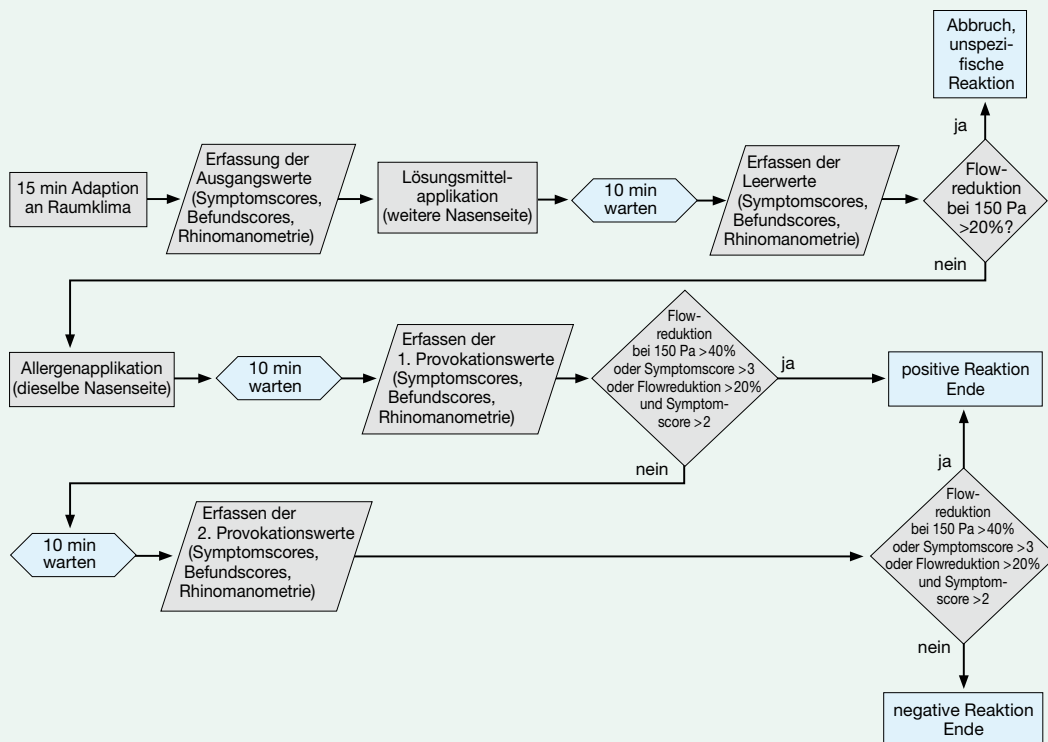 15 min Adaption
an Raumklima
Erfassung der
Ausgangswerte
(Symptomscores,
Befundscores,
Rhinomanometrie)
Lösungsmittel-
applikation
(weitere Nasenseite)
10 min
warten
Erfassen der
Leerwerte
(Symptomscores,
Befundscores,
Rhinomanometrie)
Flow-
reduktion
bei 150 Pa
>20%?
ja
Abbruch,
unspezi-
fische
Reaktion
nein
Allergenapplikation
(dieselbe Nasenseite)
10 min
warten
Erfassen der
1. Provokationswerte
(Symptomscores,
Befundscores,
Rhinomanometrie)
Flow-
reduktion
bei 150 Pa >40%
oder Symptomscore >3
oder Flowreduktion >20%
und Symptom-
score >2
ja
positive Reaktion
Ende
nein
10 min
warten
Erfassen der
2. Provokationswerte
(Symptomscores,
Befundscores,
Rhinomanometrie)
ja
Flow-
reduktion
bei 150 Pa >40%
oder Symptomscore >3
oder Flowreduktion >20%
und Symptom-
score >2
nein
negative Reaktion
Ende